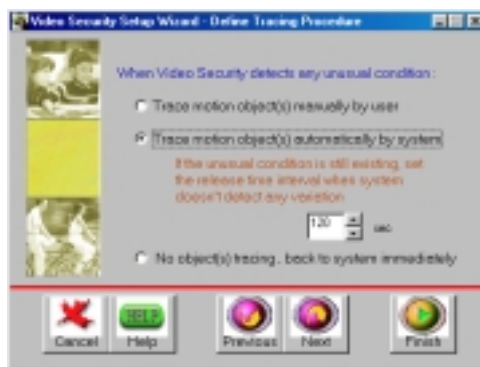 Video Security Setup Wizard - Define Tracing Procedure
When Video Security detects any unusual condition :
Trace motion object(s) manually by user
Trace motion object(s) automatically by system
If the unusual condition is still existing, set
the release time interval when system
doesn't detect any variation
120 sec
No object(s) tracing , back to system immediately
HELP
Cancel Help Previous Next Finish